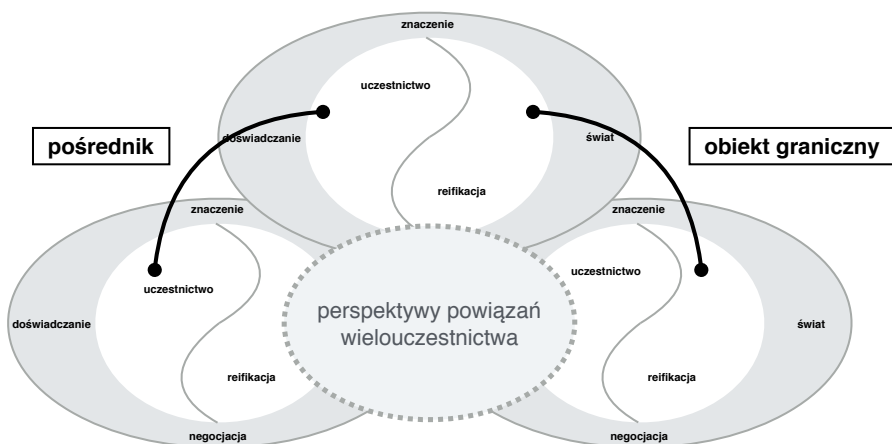 znaczenie
uczestnictwo
pośrednik
doświadczanie
świat
obiekt graniczny
reifikacja
znaczenie
znaczenie
uczestnictwo
uczestnictwo
perspektywy powiązań
wielouczestnictwa
doświadczanie
świat
reifikacja
reifikacja
negocjacja
negocjacja